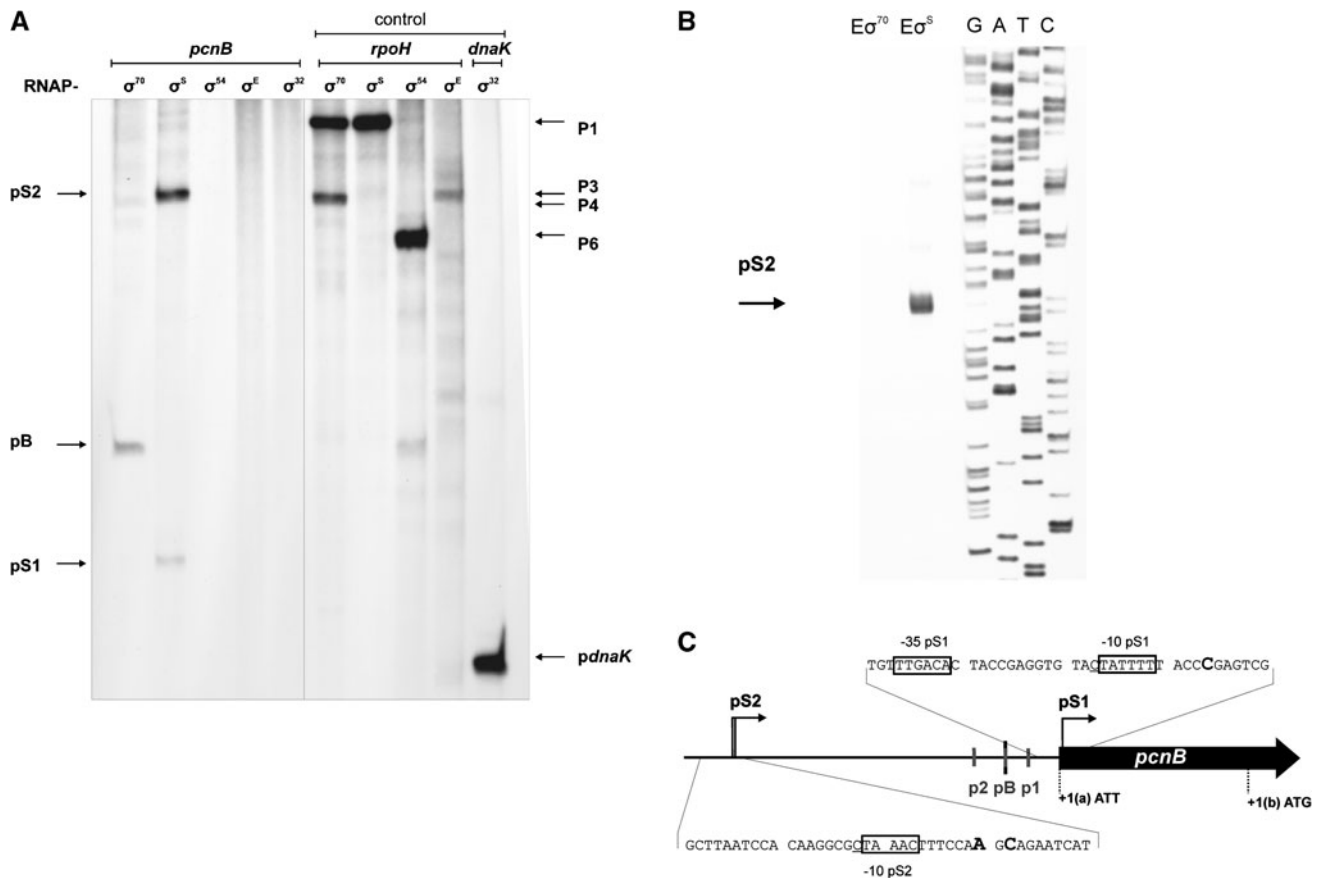 A
control
pcnB rpoH dnaK
RNAP- σ70 σS σ54 σE σ32 σ70 σS σ54 σE σ32
P1
pS2
P3
P4
P6
pB
pS1
pdnaK
B
Eσ70 EσS G A T C
pS2
C
-35 pS1 -10 pS1
TGTTTGACAC TACCGAGGTG TACTATTTTT ACCCGAGTCG
pS2 pS1
pcnB
p2 pB p1
+1(a) ATT +1(b) ATG
GCTTAATCCA CAAGGCGCTA AACTTTCCAA GCAGAATCAT
-10 pS2